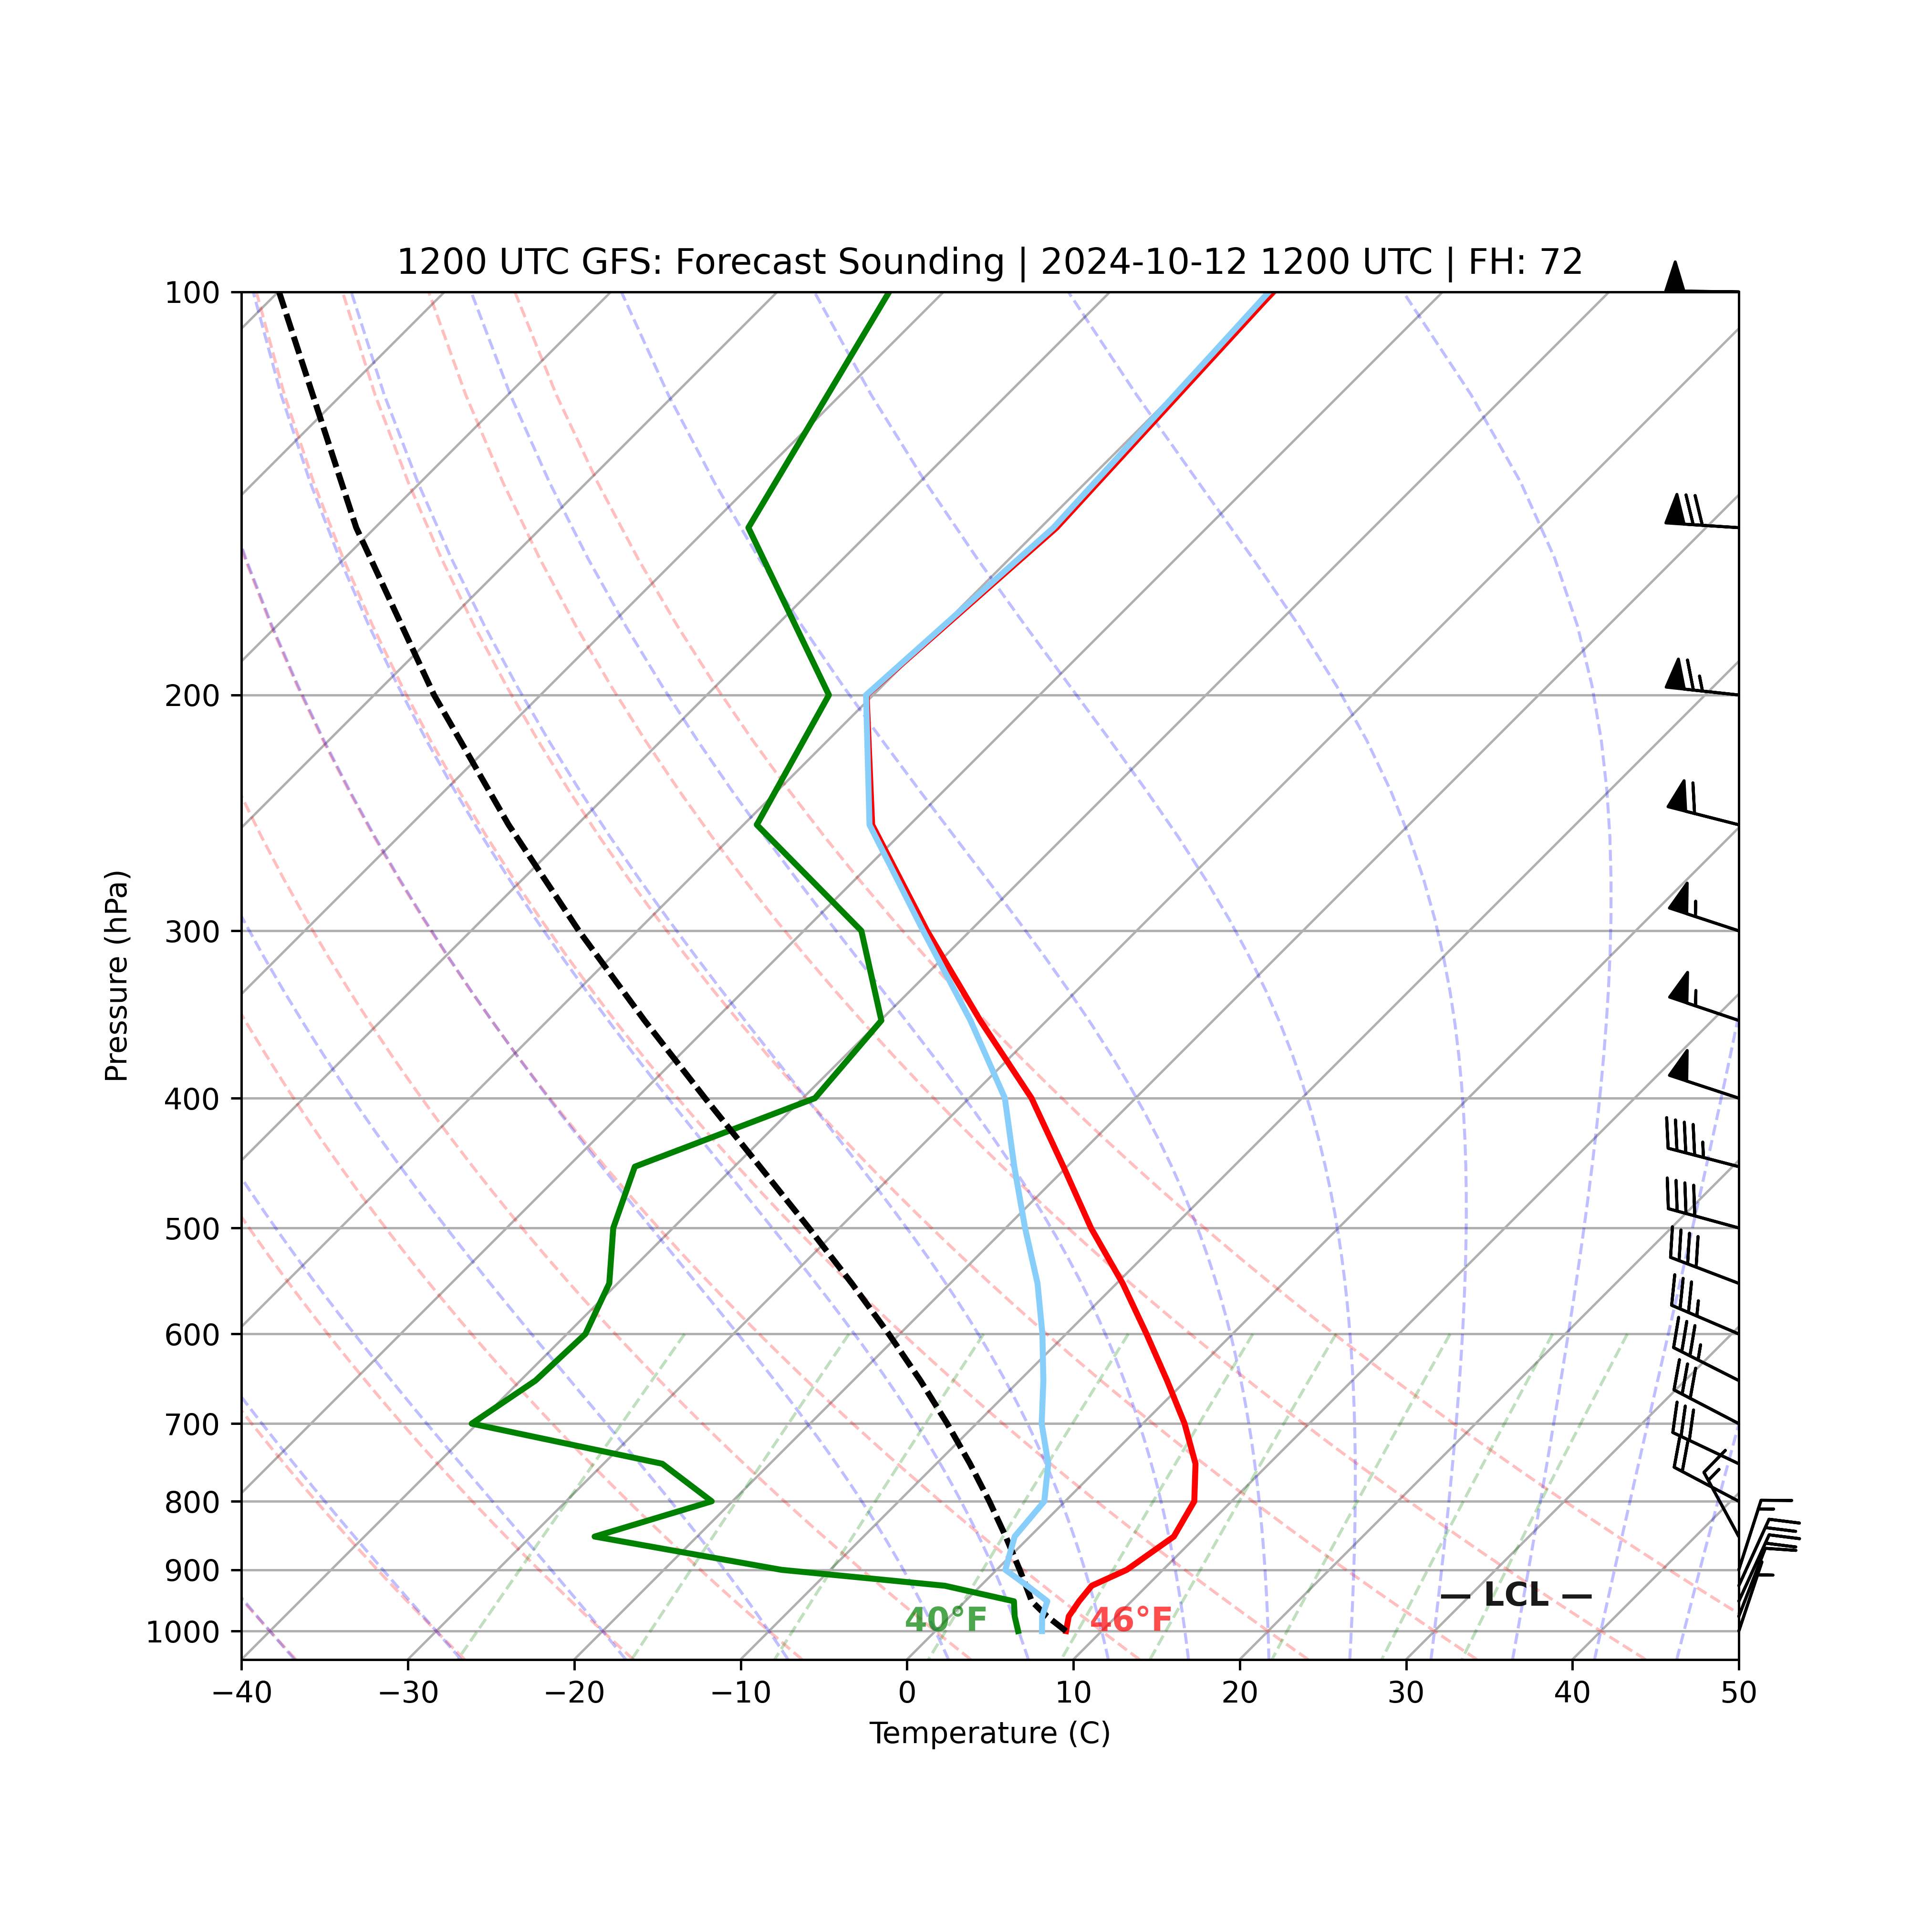 1200 UTC GFS: Forecast Sounding | 2024-10-12 1200 UTC | FH: 72
100
200
300
400
500
600
700
800
900
1000
Pressure (hPa)
40°F
46°F
— LCL —
−40 −30 −20 −10 0 10 20 30 40 50
Temperature (C)